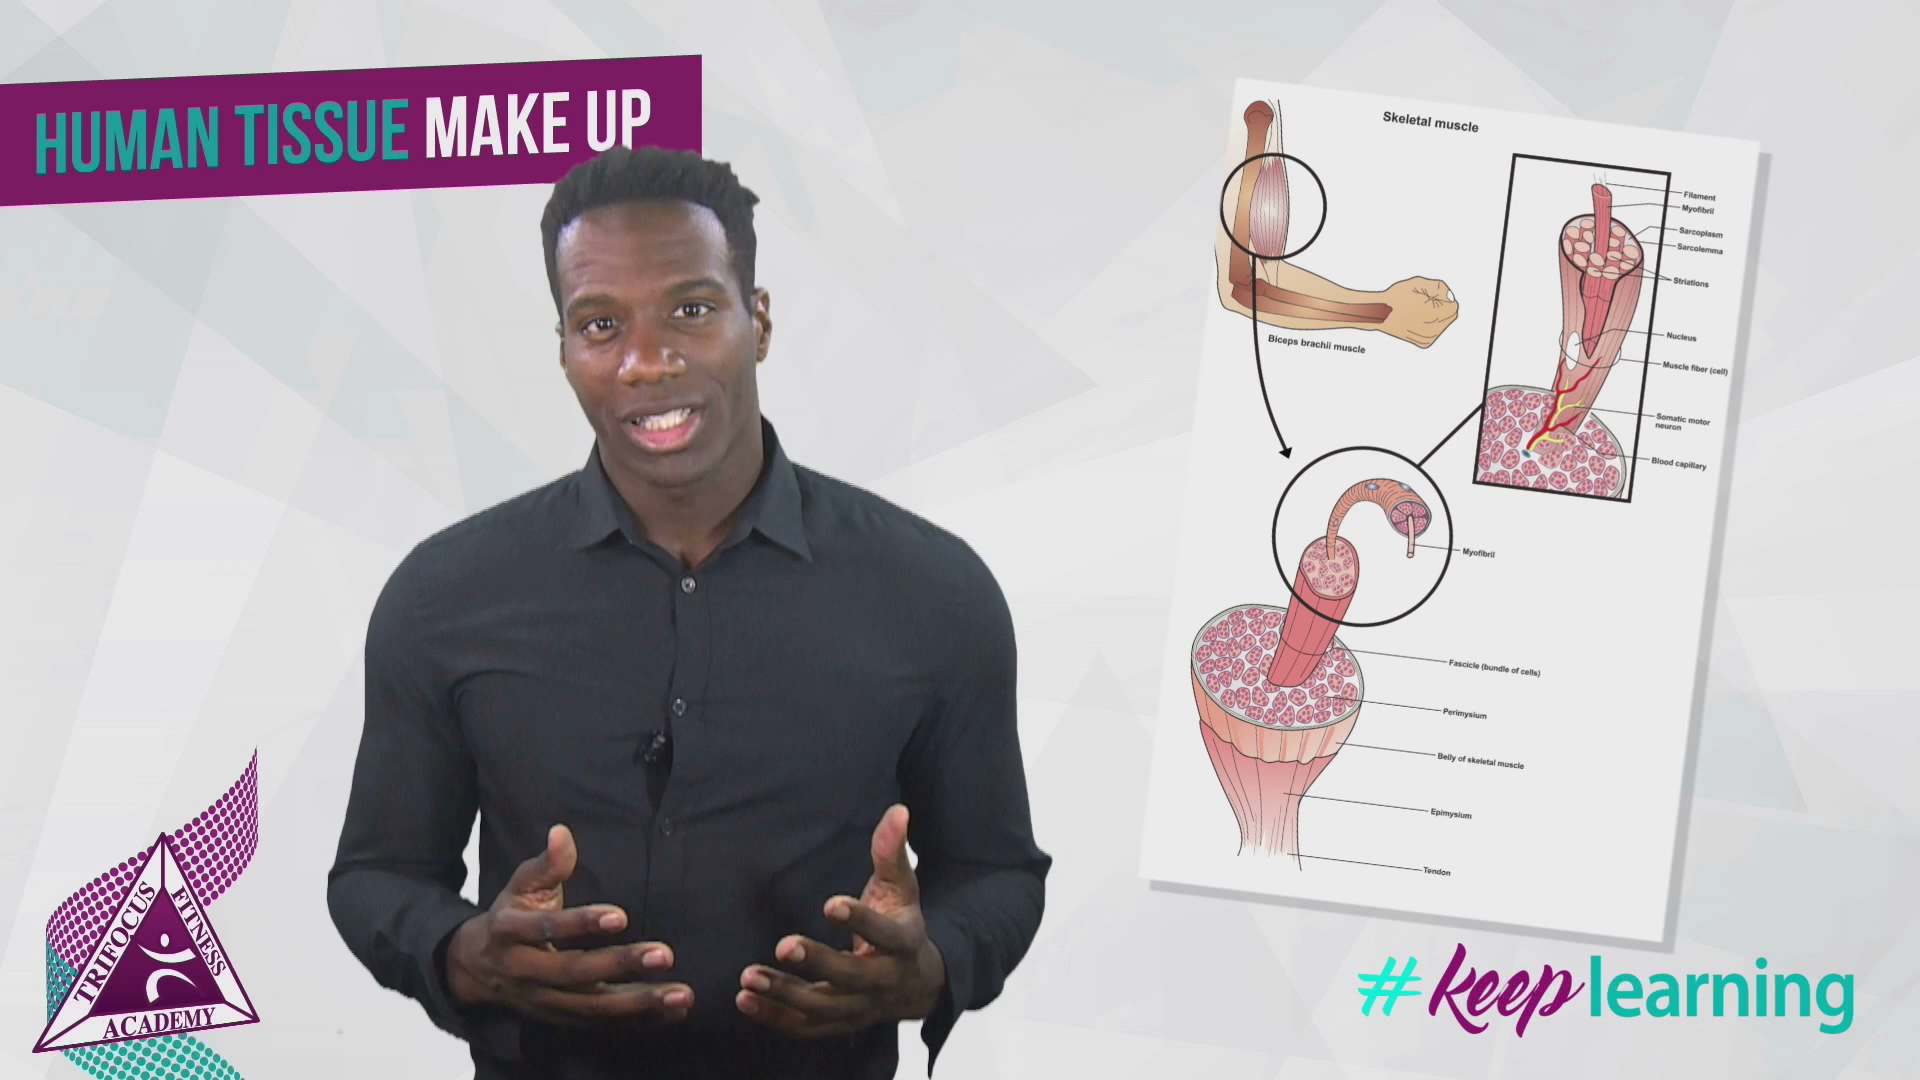 HUMAN TISSUE MAKE UP
Skeletal muscle
Filament
Myofibril
Sarcoplasm
Sarcolemma
Striations
Nucleus
Muscle fiber (cell)
Somatic motor
neuron
Blood capillary
Biceps brachii muscle
Myofibril
Fascicle (bundle of cells)
Perimysium
Belly of skeletal muscle
Epimysium
Tendon
TRIFOCUS
FITNESS
ACADEMY
#keeplearning